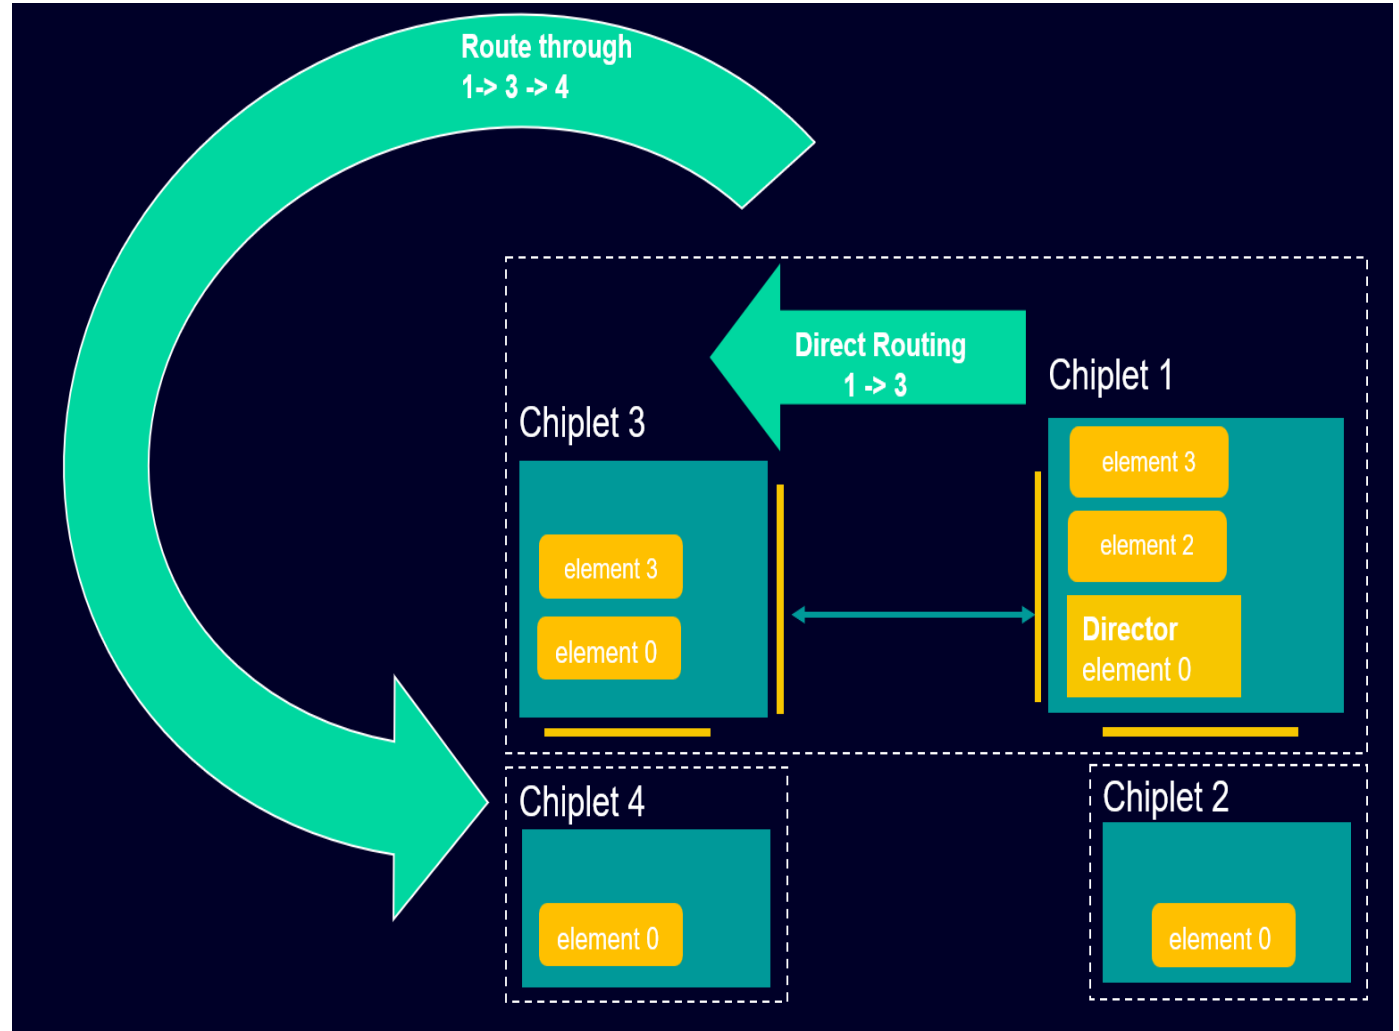 Route through
1-> 3 -> 4
Direct Routing
1 -> 3
Chiplet 1
Chiplet 3
element 3
element 2
Director
element 0
element 3
element 0
Chiplet 4
element 0
Chiplet 2
element 0